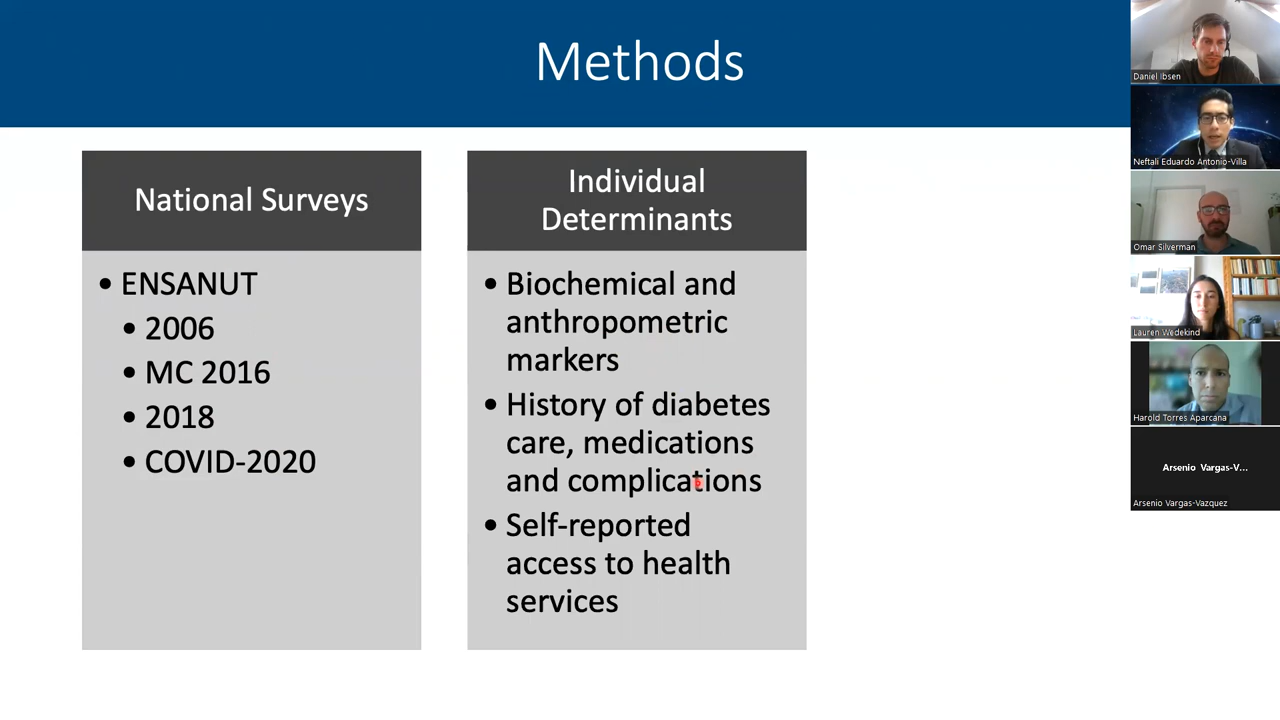 Methods
National Surveys
• ENSANUT
• 2006
• MC 2016
• 2018
• COVID-2020
Individual
Determinants
• Biochemical and
anthropometric
markers
• History of diabetes
care, medications
and complications
• Self-reported
access to health
services
Daniel Ibsen
Neftali Eduardo Antonio-Villa
Omar Silverman
Lauren Wedekind
Harold Torres Aparcana
Arsenio Vargas-V...
Arsenio Vargas-Vazquez